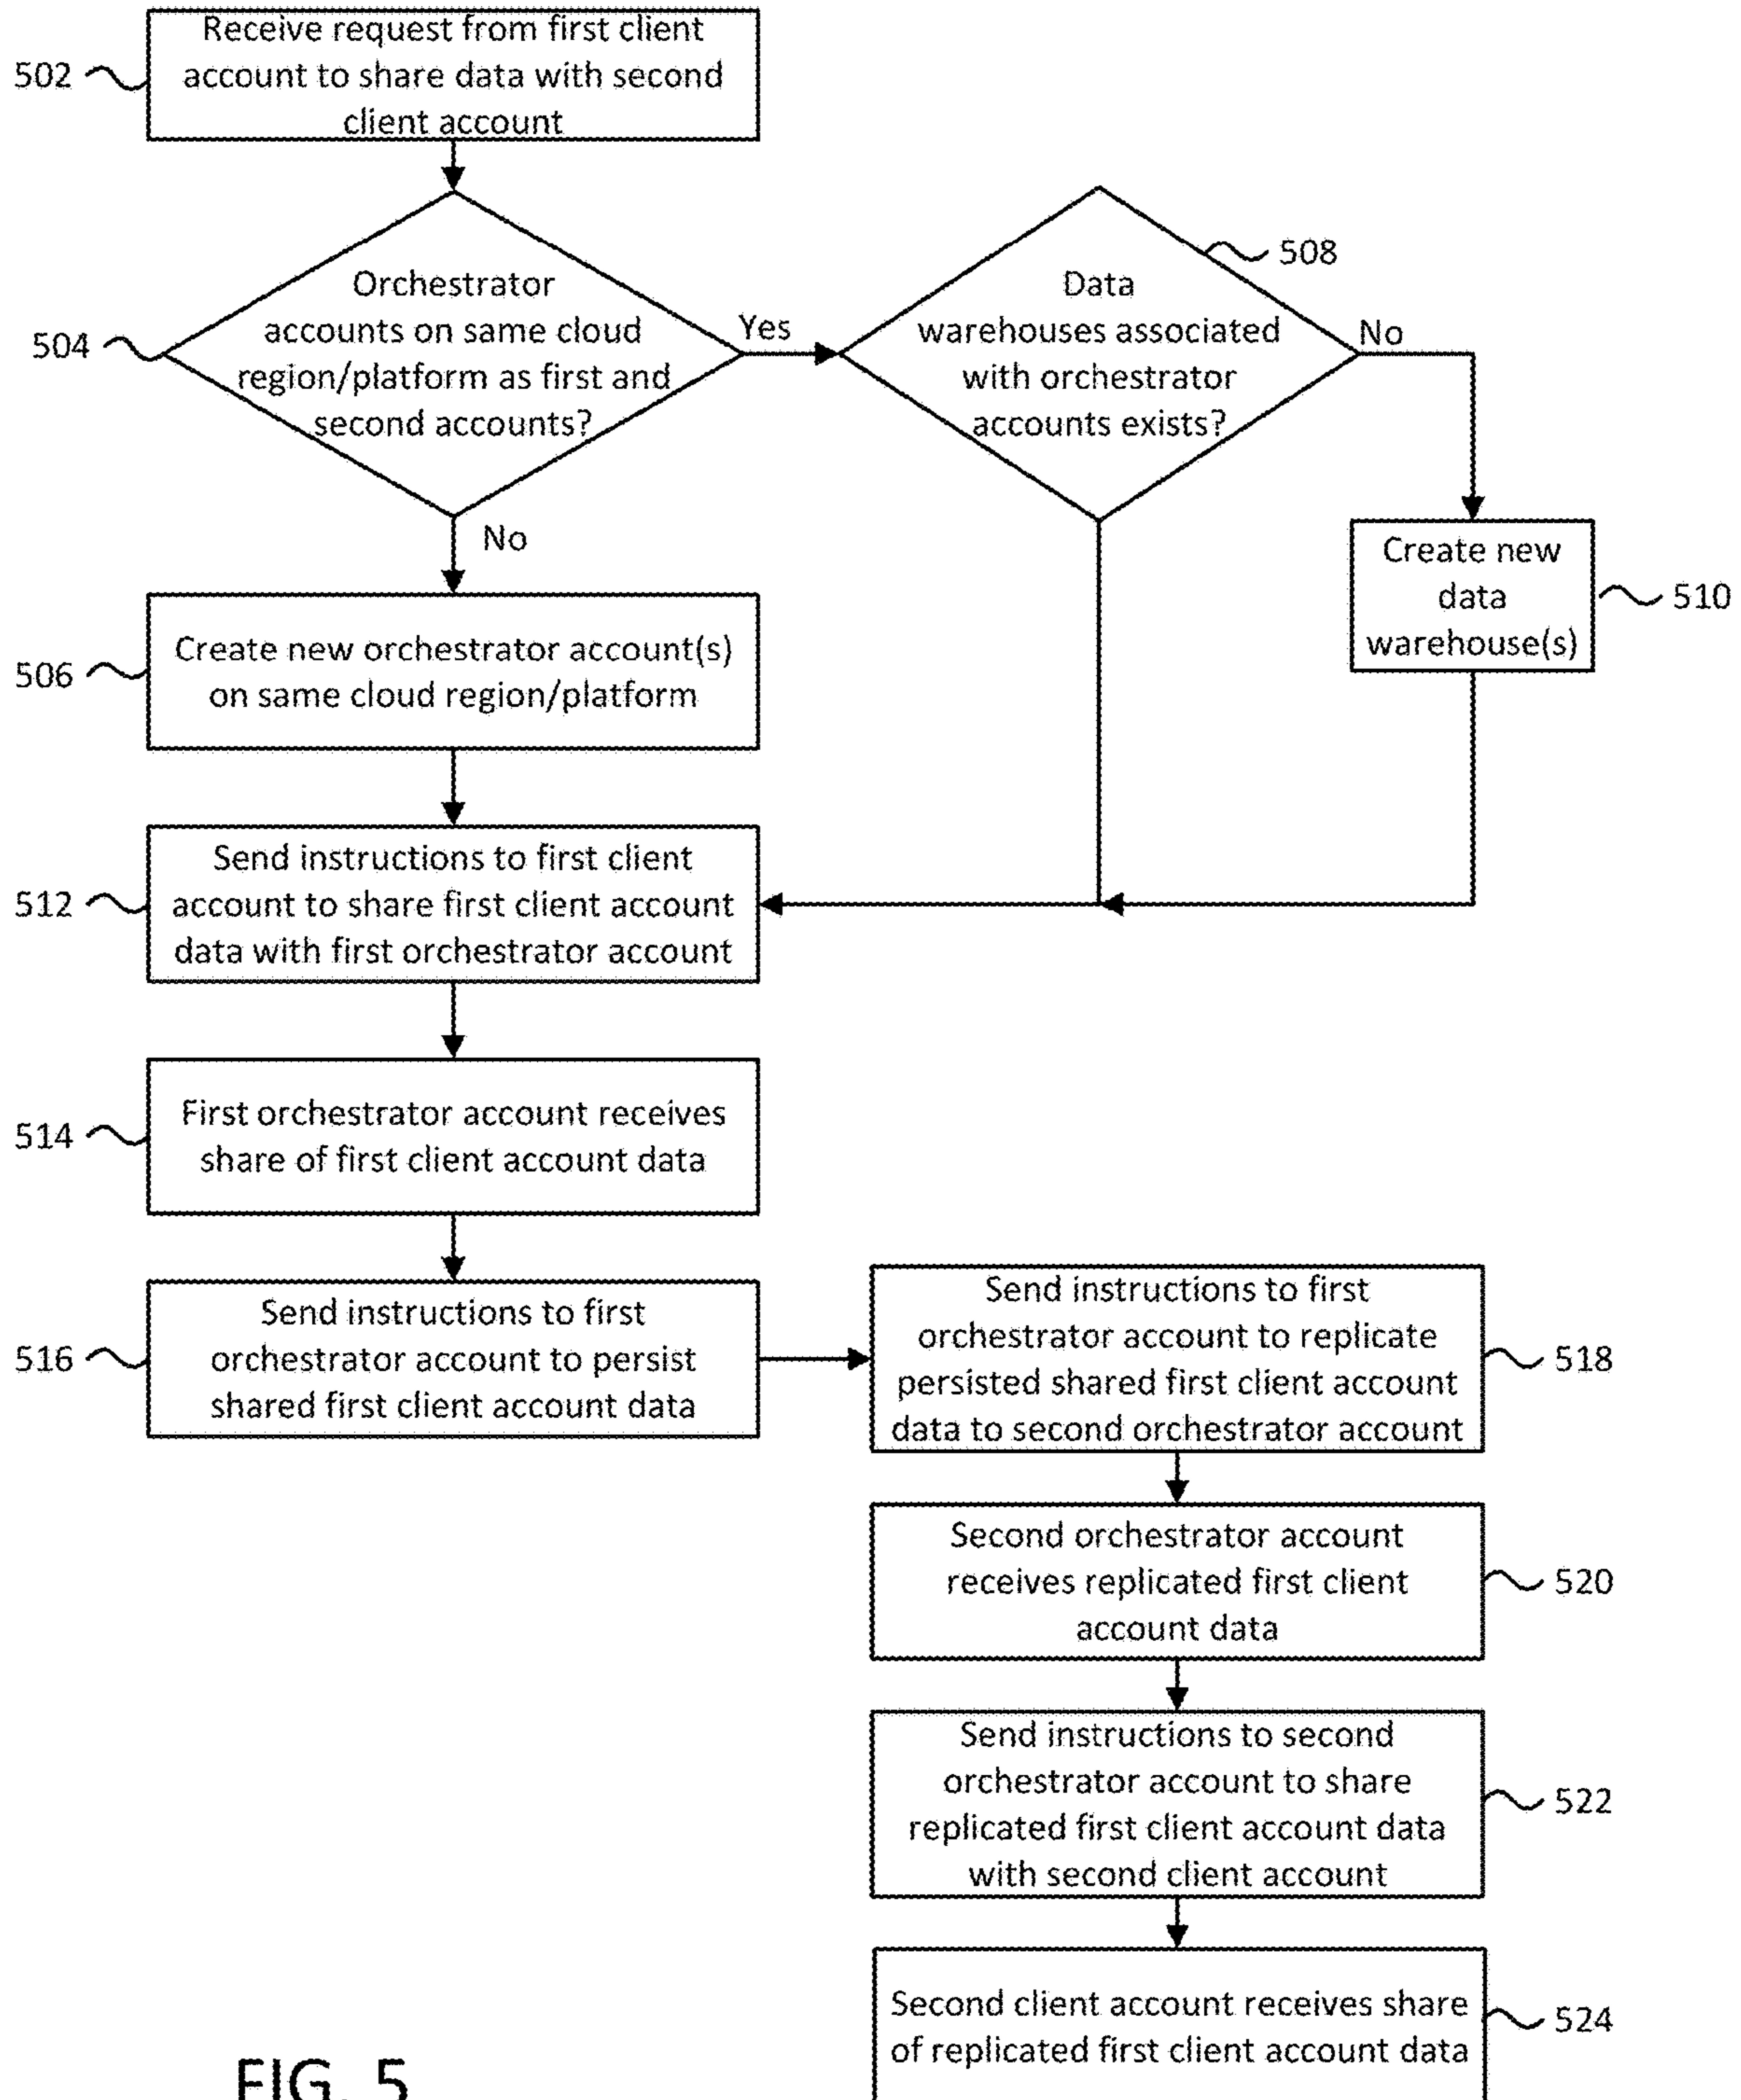 Receive request from first client
account to share data with second
client account
502
Orchestrator
accounts on same cloud
region/platform as first and
second accounts?
504
Yes
No
Data
warehouses associated
with orchestrator
accounts exists?
508
No
Create new
data
warehouse(s)
510
Create new orchestrator account(s)
on same cloud region/platform
506
Send instructions to first client
account to share first client account
data with first orchestrator account
512
First orchestrator account receives
share of first client account data
514
Send instructions to first
orchestrator account to persist
shared first client account data
516
Send instructions to first
orchestrator account to replicate
persisted shared first client account
data to second orchestrator account
518
Second orchestrator account
receives replicated first client
account data
520
Send instructions to second
orchestrator account to share
replicated first client account data
with second client account
522
Second client account receives share
of replicated first client account data
524
FIG. 5